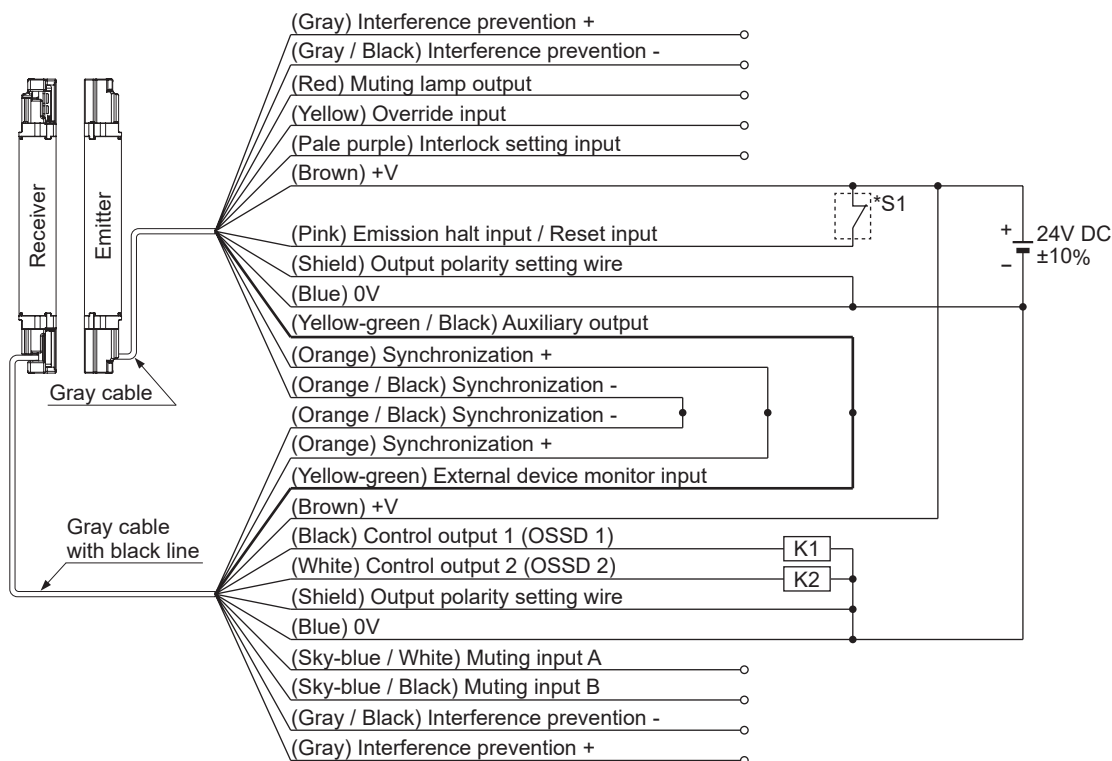 (Gray) Interference prevention +
(Gray / Black) Interference prevention -
(Red) Muting lamp output
(Yellow) Override input
(Pale purple) Interlock setting input
(Brown) +V
*S1
(Pink) Emission halt input / Reset input
(Shield) Output polarity setting wire
(Blue) 0V
(Yellow-green / Black) Auxiliary output
(Orange) Synchronization +
(Orange / Black) Synchronization -
+
−
24V DC
±10%
Receiver
Emitter
Gray cable
(Orange / Black) Synchronization -
(Orange) Synchronization +
(Yellow-green) External device monitor input
(Brown) +V
(Black) Control output 1 (OSSD 1)
K1
(White) Control output 2 (OSSD 2)
K2
(Shield) Output polarity setting wire
(Blue) 0V
(Sky-blue / White) Muting input A
(Sky-blue / Black) Muting input B
(Gray / Black) Interference prevention -
(Gray) Interference prevention +
Gray cable
with black line